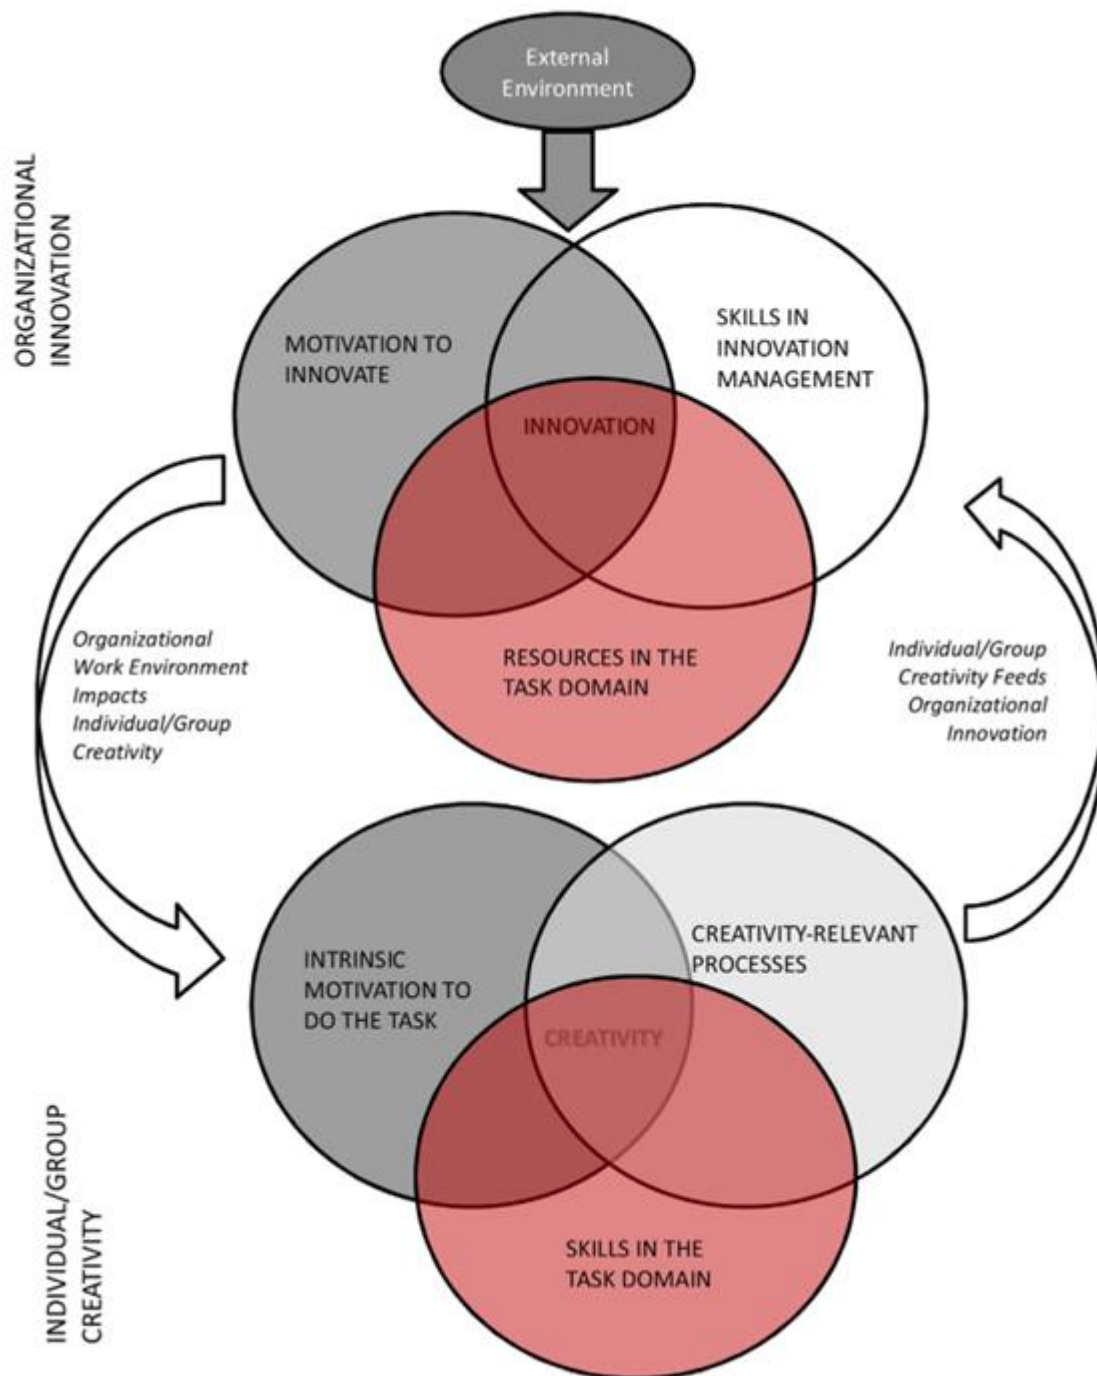 External
Environment
ORGANIZATIONAL
INNOVATION
MOTIVATION TO
INNOVATE
SKILLS IN
INNOVATION
MANAGEMENT
INNOVATION
RESOURCES IN THE
TASK DOMAIN
Organizational
Work Environment
Impacts
Individual/Group
Creativity
Individual/Group
Creativity Feeds
Organizational
Innovation
INTRINSIC
MOTIVATION TO
DO THE TASK
CREATIVITY-RELEVANT
PROCESSES
CREATIVITY
SKILLS IN THE
TASK DOMAIN
INDIVIDUAL/GROUP
CREATIVITY